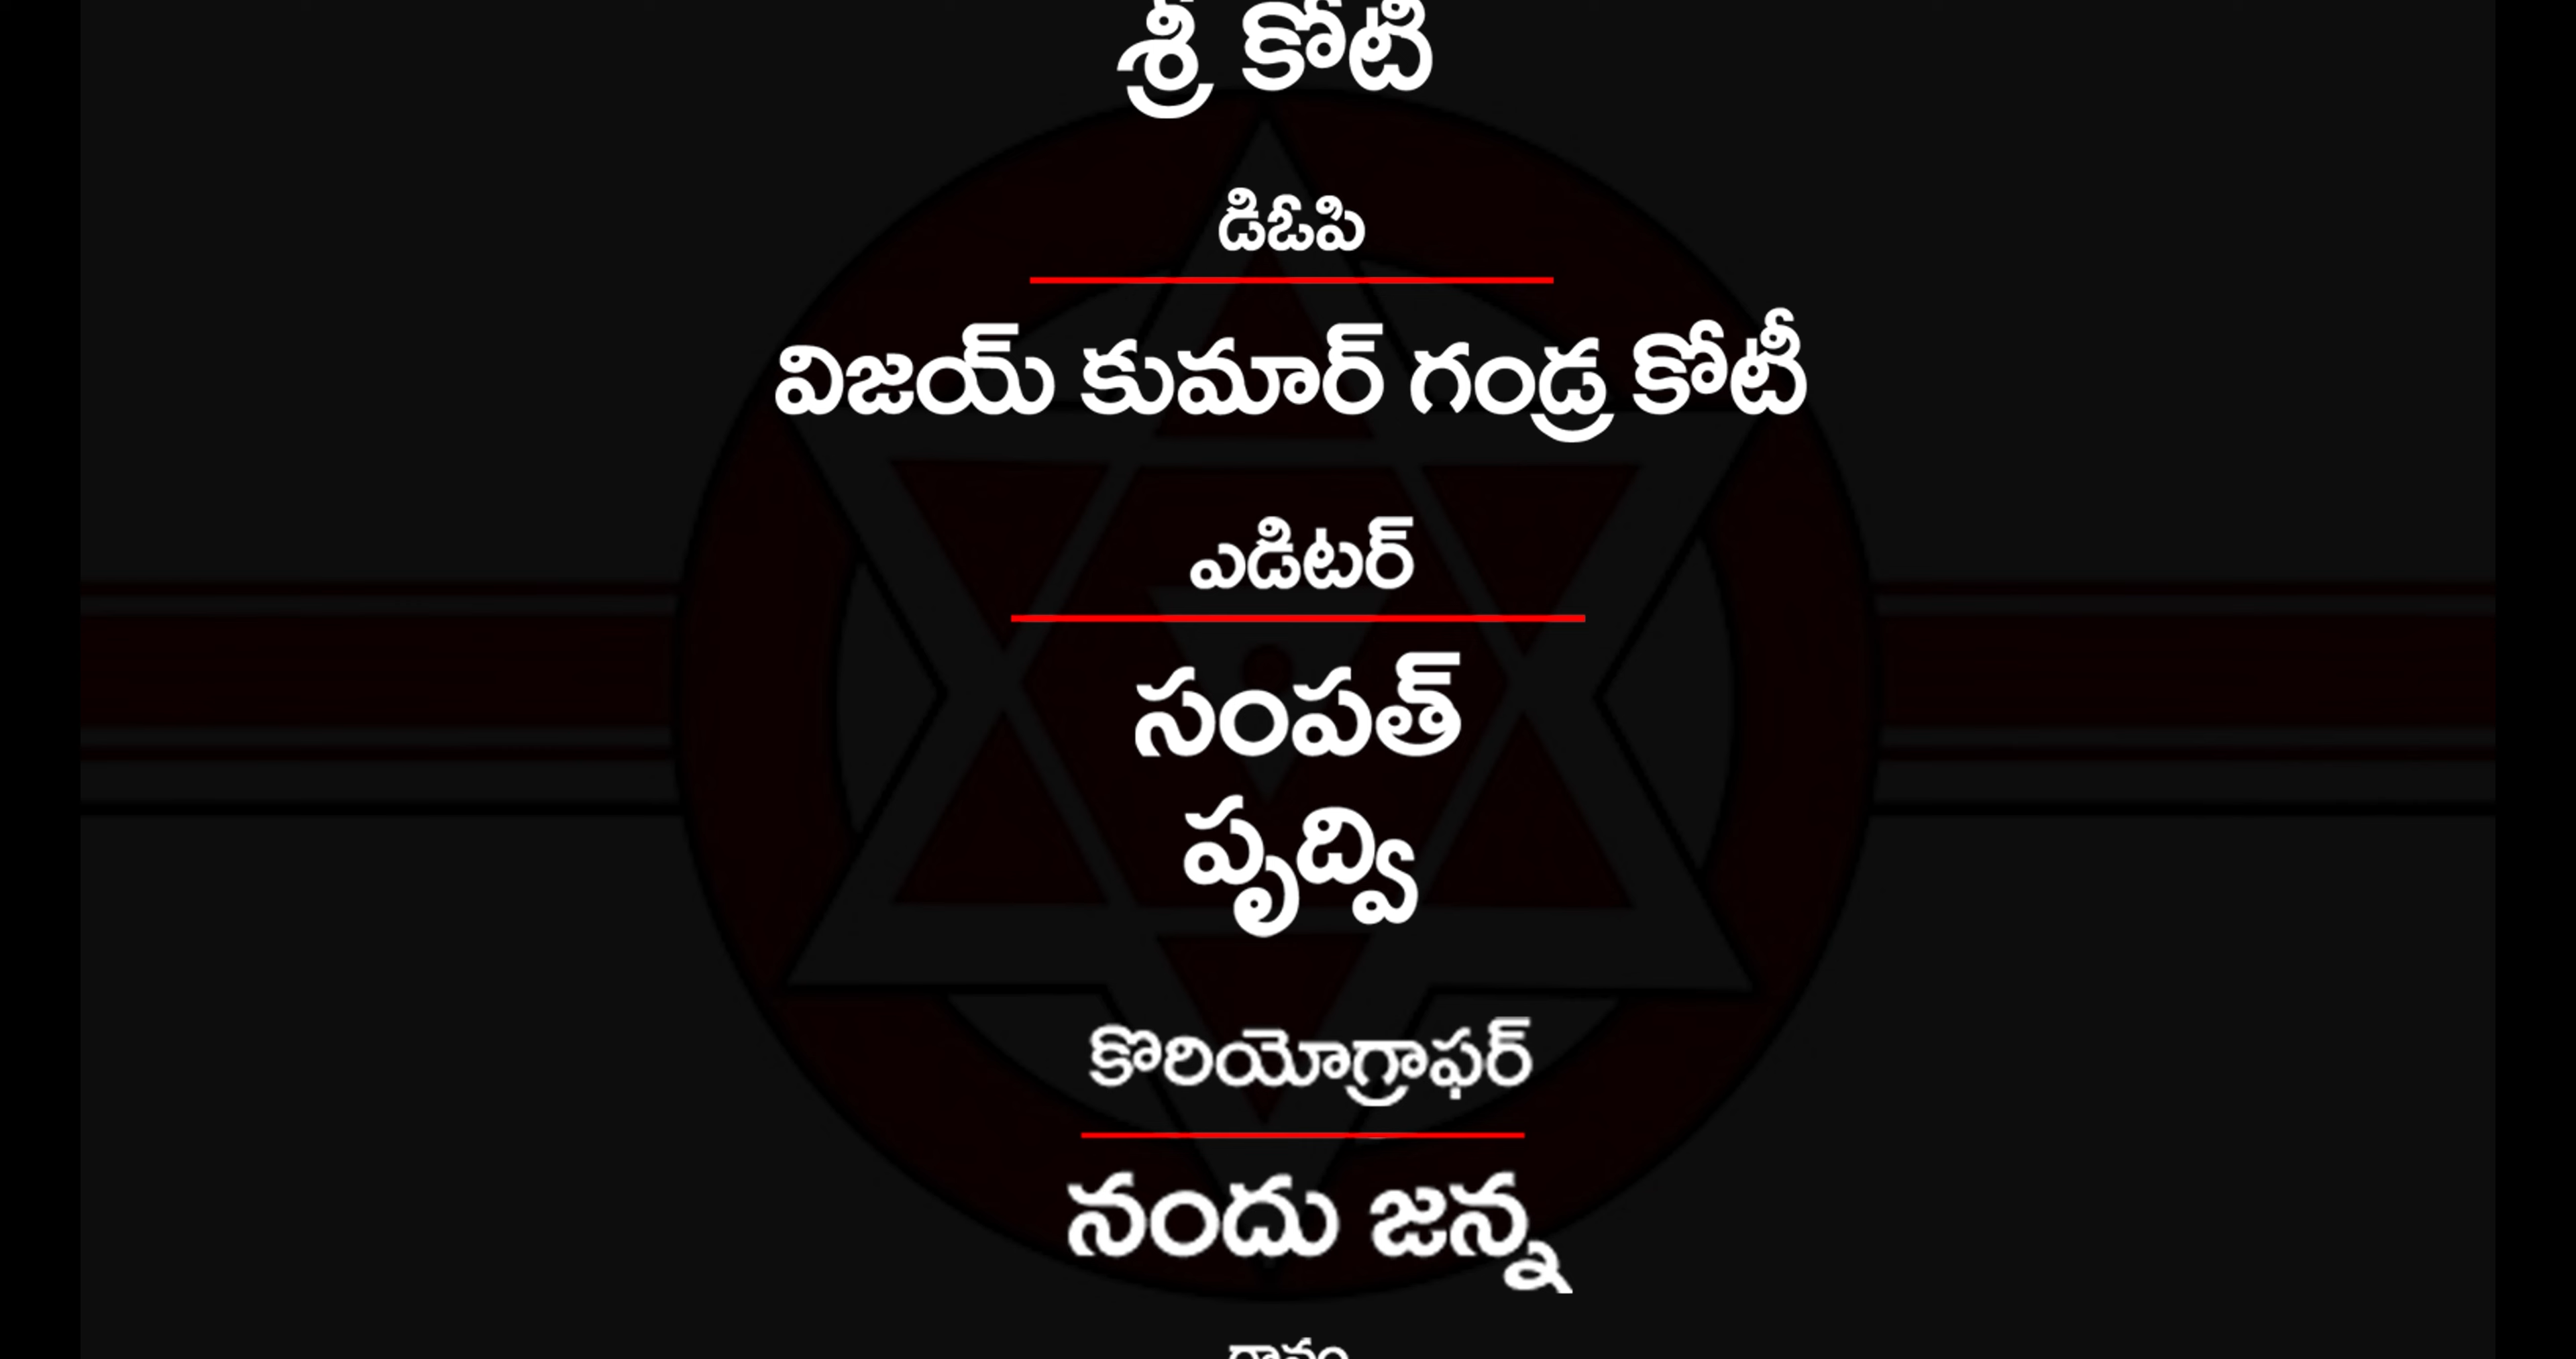 శ్రీ కోటి
డిఓపి
విజయ్ కుమార్ గండ్ర కోటీ
ఎడిటర్
సంపత్
పృద్వి
కొరియోగ్రాఫర్
నందు జన్న